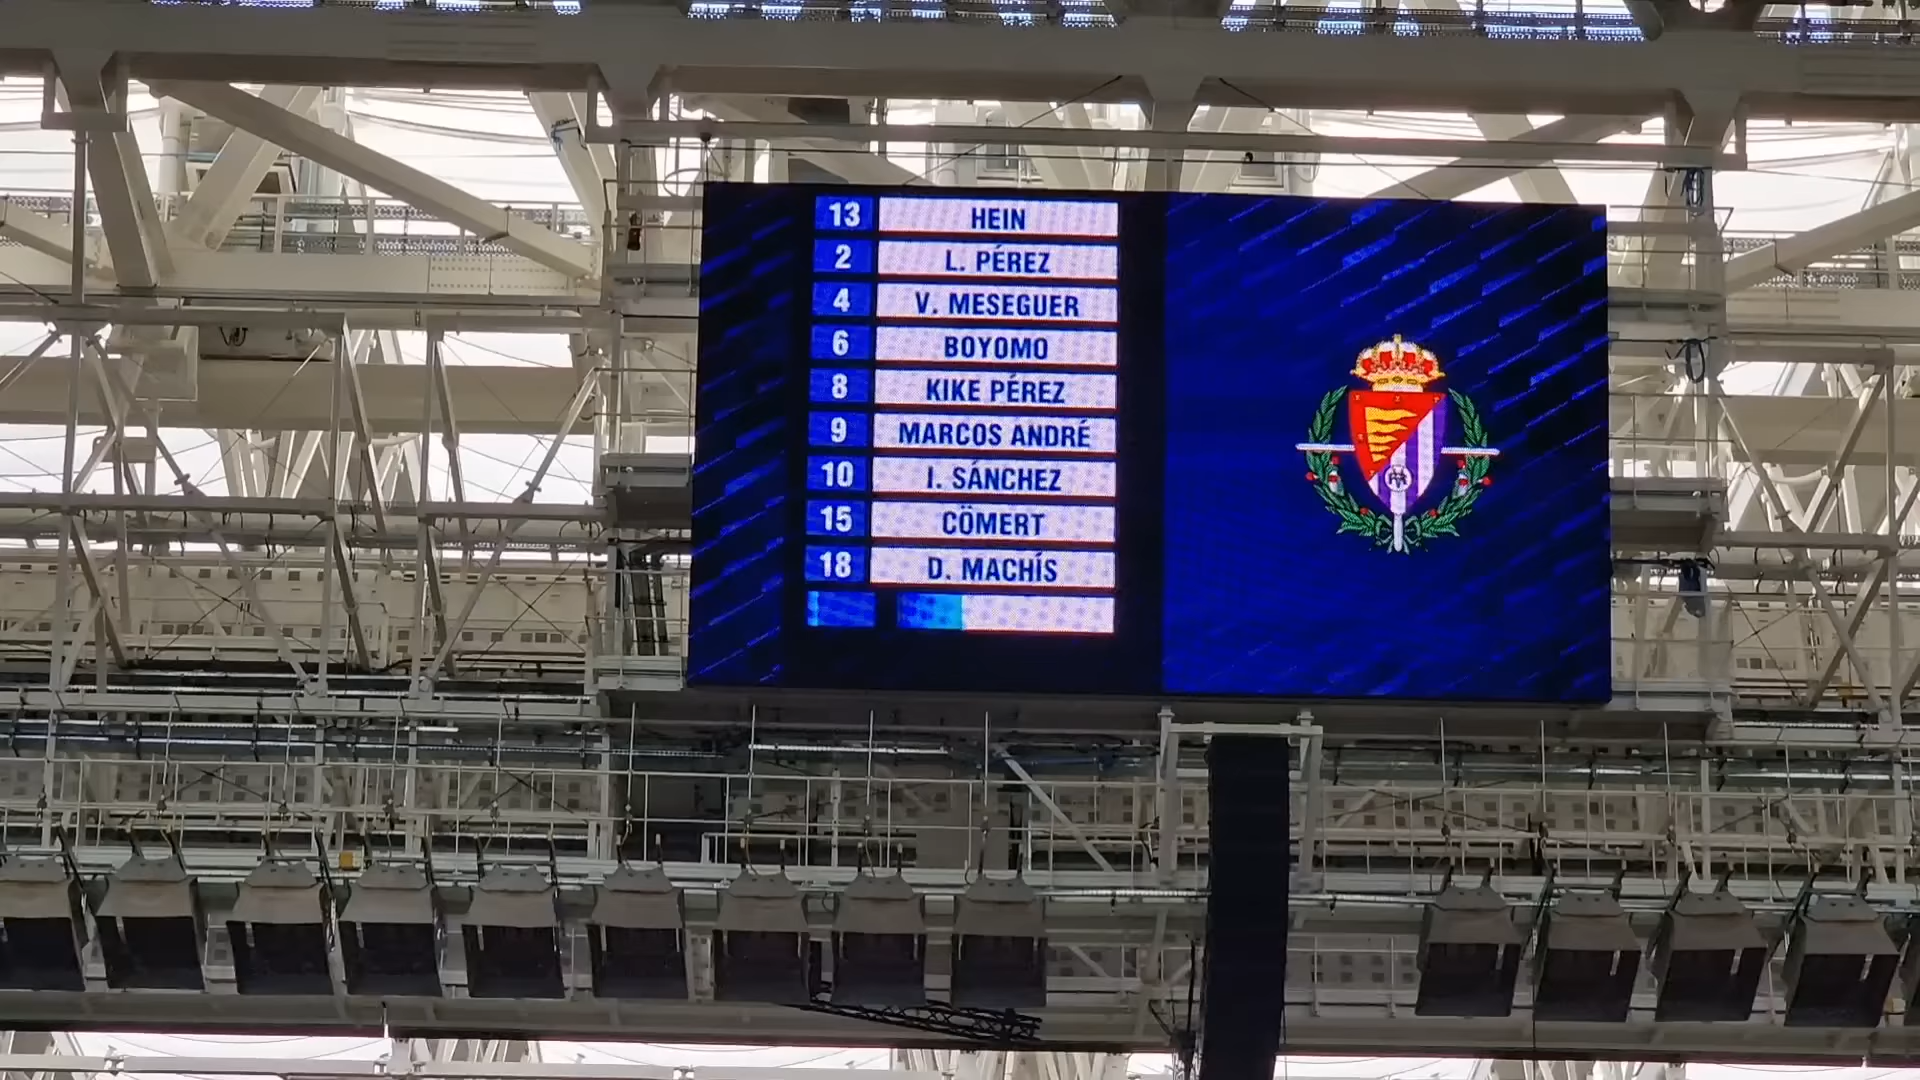 13 HEIN
2 L. PÉREZ
4 V. MESEGUER
6 BOYOMO
8 KIKE PÉREZ
9 MARCOS ANDRÉ
10 I. SÁNCHEZ
15 CÖMERT
18 D. MACHÍS